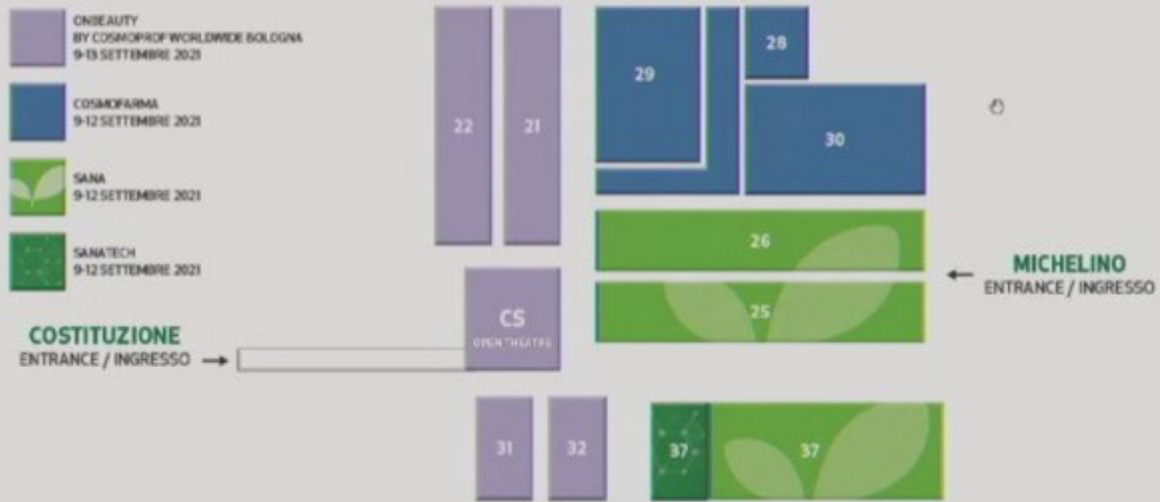 ONBEAUTY
BY COSMOPROF WORLDWIDE BOLOGNA
9-13 SETTEMBRE 2021
COSMOFARMA
9-12 SETTEMBRE 2021
SANA
9-12 SETTEMBRE 2021
SANATECH
9-12 SETTEMBRE 2021
22
21
29
28
30
26
25
MICHELINO
ENTRANCE / INGRESSO
COSTITUZIONE
ENTRANCE / INGRESSO
CS
OPEN THEATRE
31
32
37
37